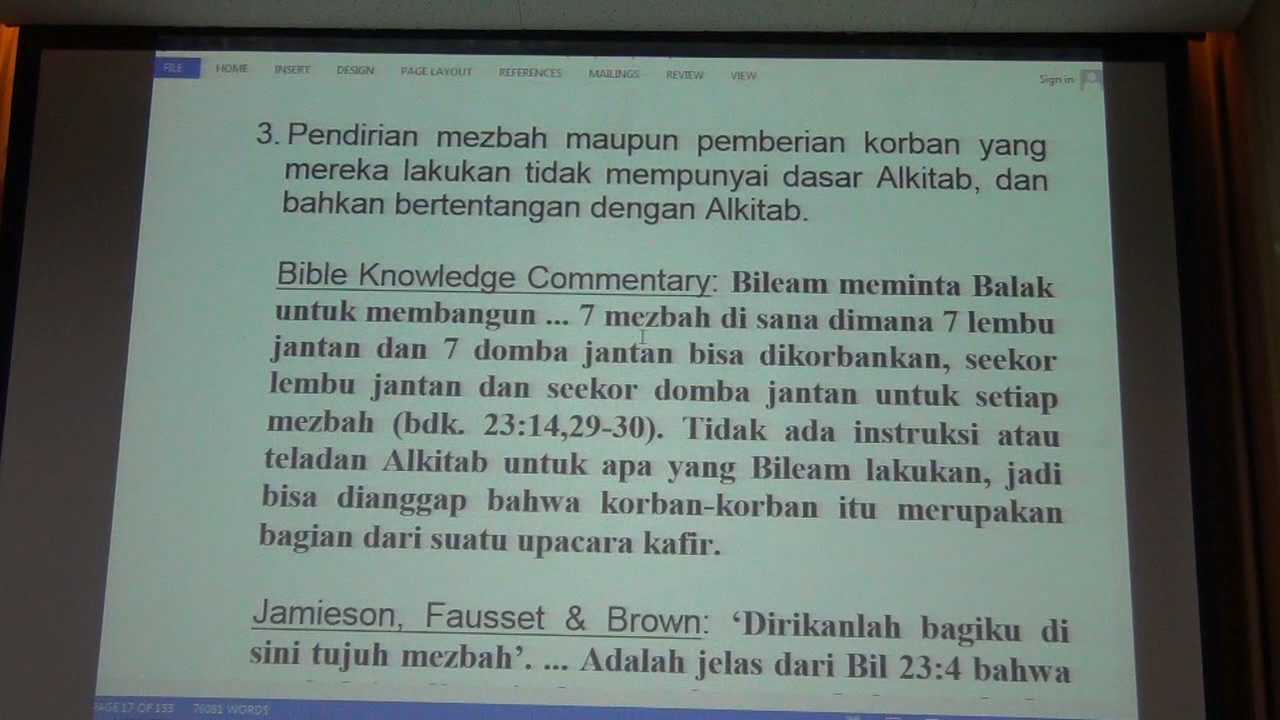 FILE HOME INSERT DESIGN PAGE LAYOUT REFERENCES MAILINGS REVIEW VIEW Sign in
3. Pendirian mezbah maupun pemberian korban yang
mereka lakukan tidak mempunyai dasar Alkitab, dan
bahkan bertentangan dengan Alkitab.
Bible Knowledge Commentary: Bileam meminta Balak
untuk membangun ... 7 mezbah di sana dimana 7 lembu
jantan dan 7 domba jantan bisa dikorbankan, seekor
lembu jantan dan seekor domba jantan untuk setiap
mezbah (bdk. 23:14,29-30). Tidak ada instruksi atau
teladan Alkitab untuk apa yang Bileam lakukan, jadi
bisa dianggap bahwa korban-korban itu merupakan
bagian dari suatu upacara kafir.
Jamieson, Fausset & Brown: ‘Dirikanlah bagiku di
sini tujuh mezbah’. ... Adalah jelas dari Bil 23:4 bahwa
PAGE 17 OF 153 76081 WORDS